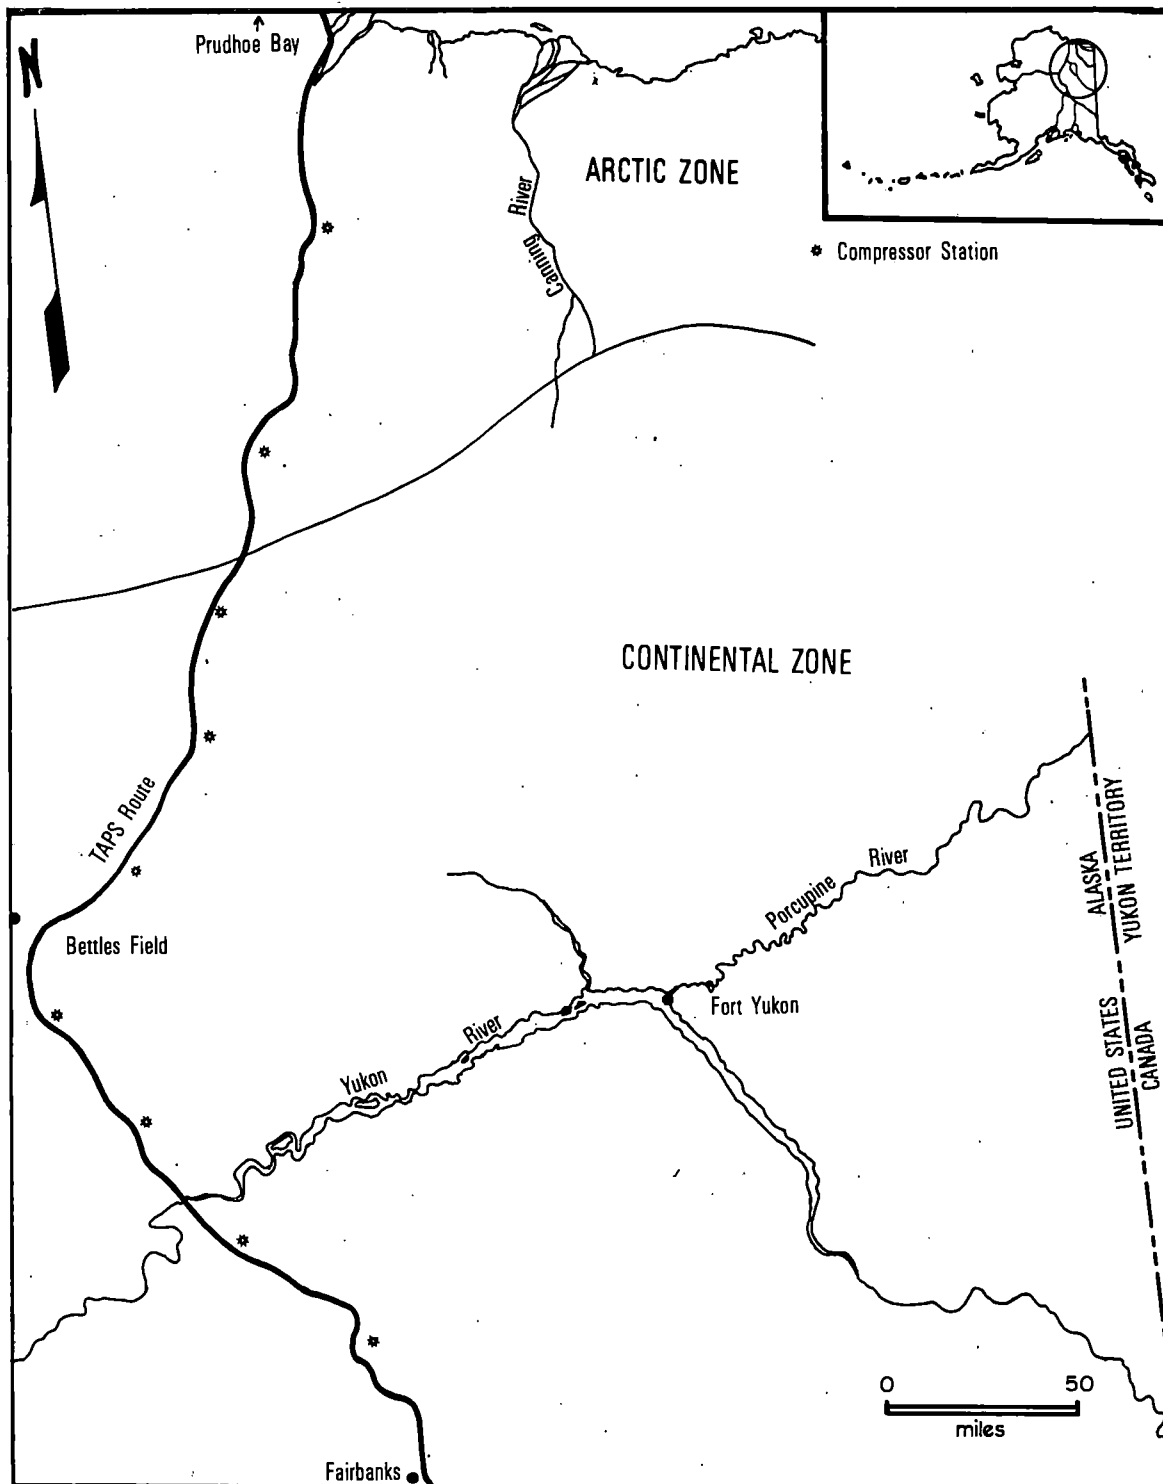 Prudhoe Bay
N
ARCTIC ZONE
River
Canning
Compressor Station
CONTINENTAL ZONE
TAPS Route
Porcupine River
ALASKA
YUKON TERRITORY
Bettles Field
Fort Yukon
Yukon River
UNITED STATES
CANADA
0 50
miles
Fairbanks